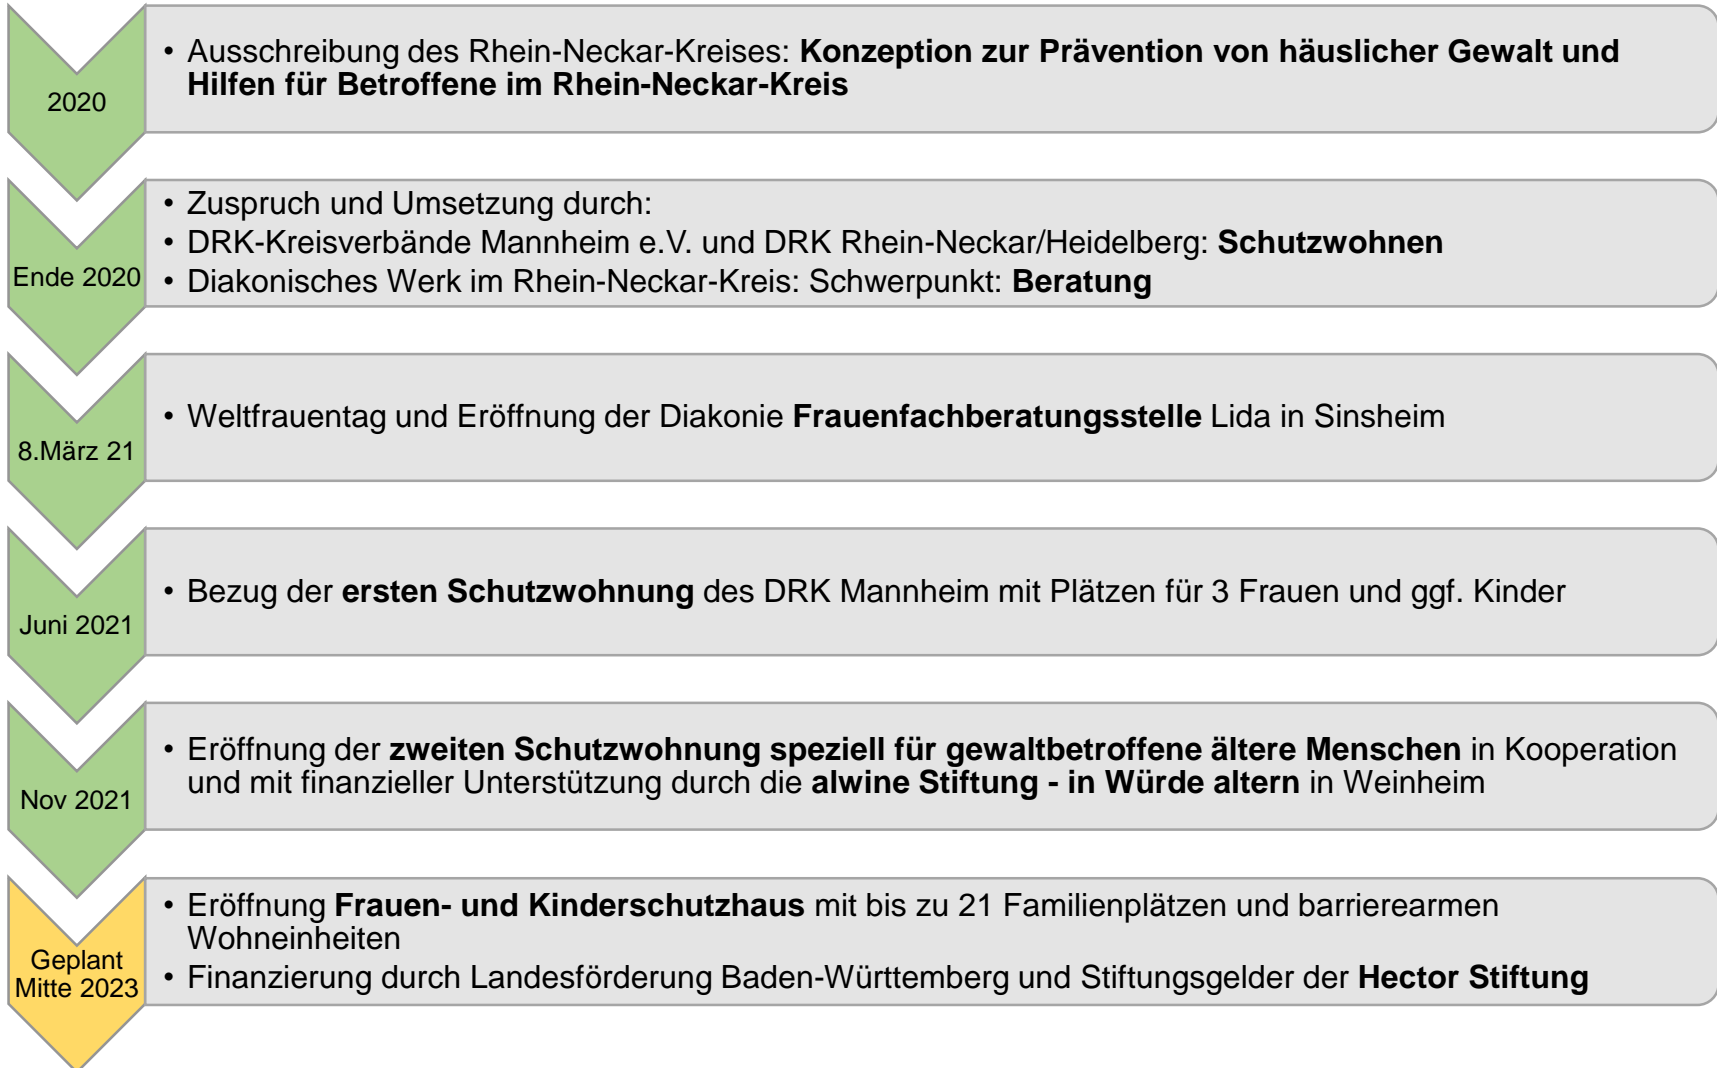 2020
• Ausschreibung des Rhein-Neckar-Kreises: Konzeption zur Prävention von häuslicher Gewalt und
Hilfen für Betroffene im Rhein-Neckar-Kreis
Ende 2020
• Zuspruch und Umsetzung durch:
• DRK-Kreisverbände Mannheim e.V. und DRK Rhein-Neckar/Heidelberg: Schutzwohnen
• Diakonisches Werk im Rhein-Neckar-Kreis: Schwerpunkt: Beratung
8.März 21
• Weltfrauentag und Eröffnung der Diakonie Frauenfachberatungsstelle Lida in Sinsheim
Juni 2021
• Bezug der ersten Schutzwohnung des DRK Mannheim mit Plätzen für 3 Frauen und ggf. Kinder
Nov 2021
• Eröffnung der zweiten Schutzwohnung speziell für gewaltbetroffene ältere Menschen in Kooperation
und mit finanzieller Unterstützung durch die alwine Stiftung - in Würde altern in Weinheim
Geplant
Mitte 2023
• Eröffnung Frauen- und Kinderschutzhaus mit bis zu 21 Familienplätzen und barrierearmen
Wohneinheiten
• Finanzierung durch Landesförderung Baden-Württemberg und Stiftungsgelder der Hector Stiftung